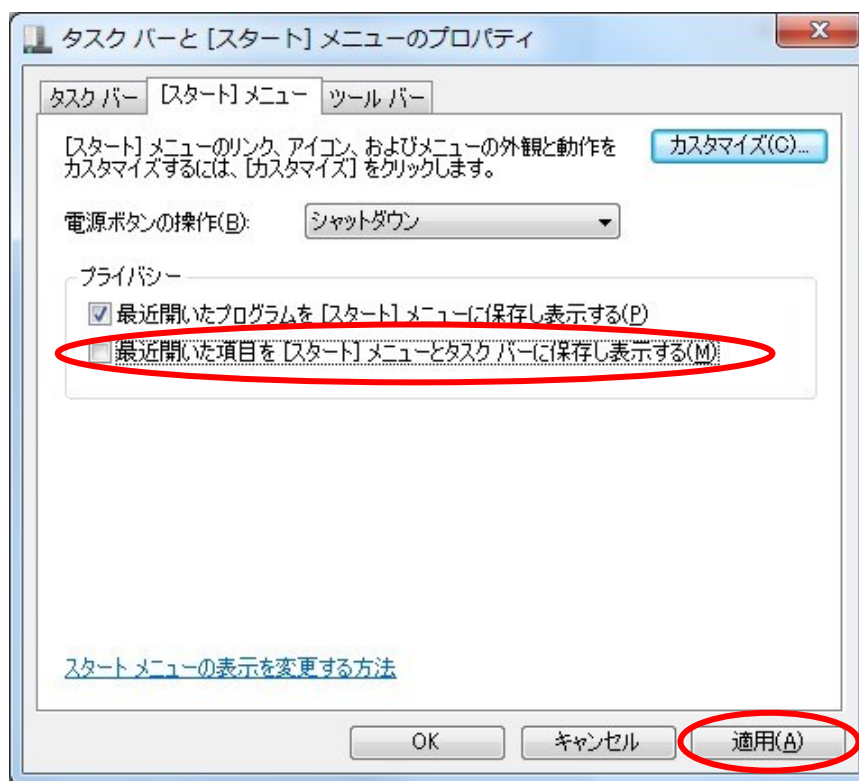 タスク バーと [スタート] メニューのプロパティ
タスク バー [スタート] メニュー ツール バー
[スタート] メニューのリンク、アイコン、およびメニューの外観と動作を カスタマイズ(C)...
カスタマイズするには、[カスタマイズ] をクリックします。
電源ボタンの操作(B): シャットダウン
プライバシー
最近開いたプログラムを [スタート] メニューに保存し表示する(P)
最近開いた項目を [スタート] メニューとタスク バーに保存し表示する(M)
スタート メニューの表示を変更する方法
OK キャンセル 適用(A)